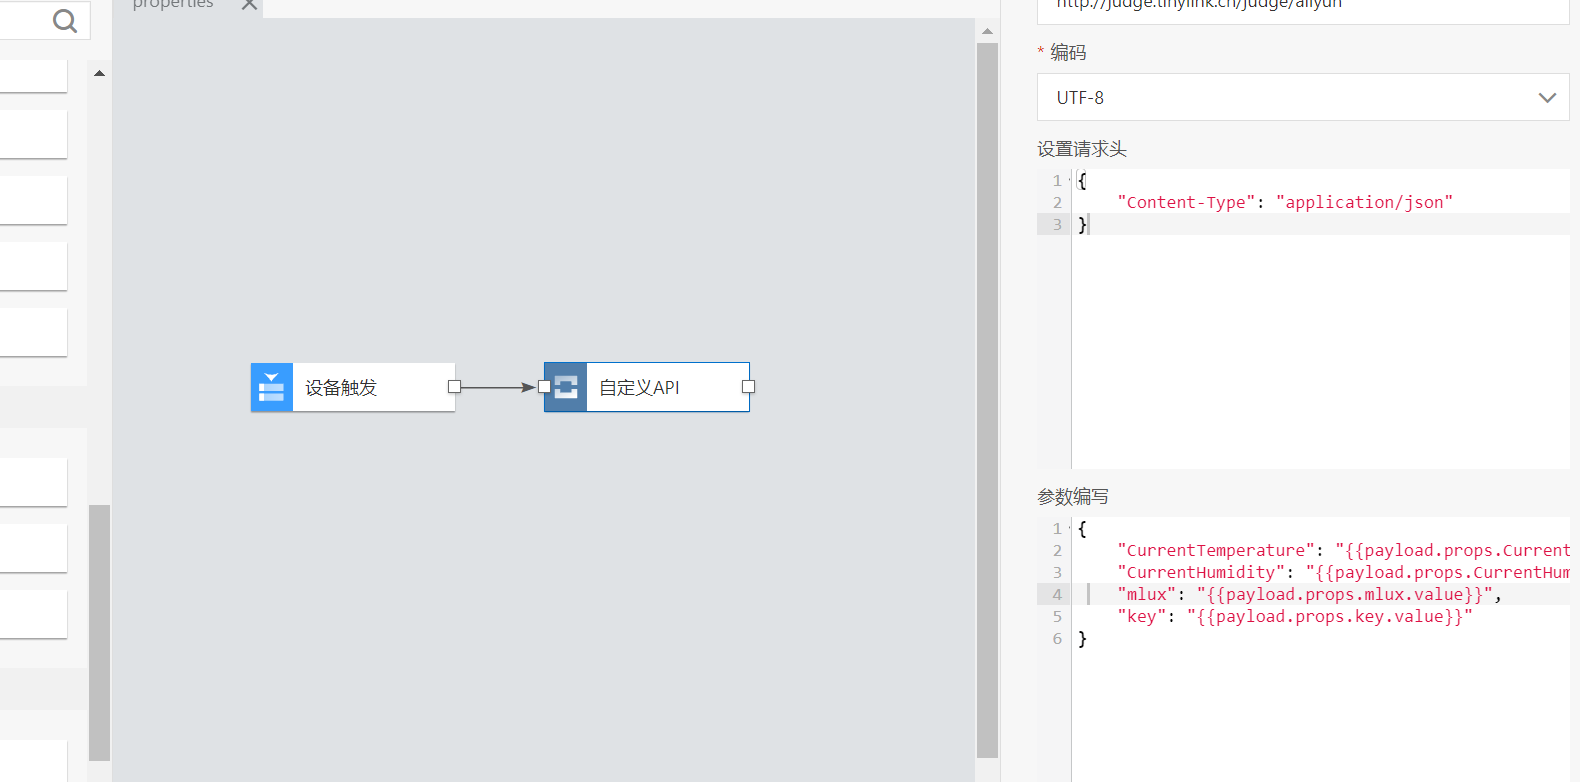 properties
http://judge.tinylink.cn/judge/aliyun
* 编码
UTF-8
设置请求头
1 {
2 "Content-Type": "application/json"
3 }
设备触发
自定义API
参数编写
1 {
2 "CurrentTemperature": "{{payload.props.Current
3 "CurrentHumidity": "{{payload.props.CurrentHum
4 "mlux": "{{payload.props.mlux.value}}",
5 "key": "{{payload.props.key.value}}"
6 }